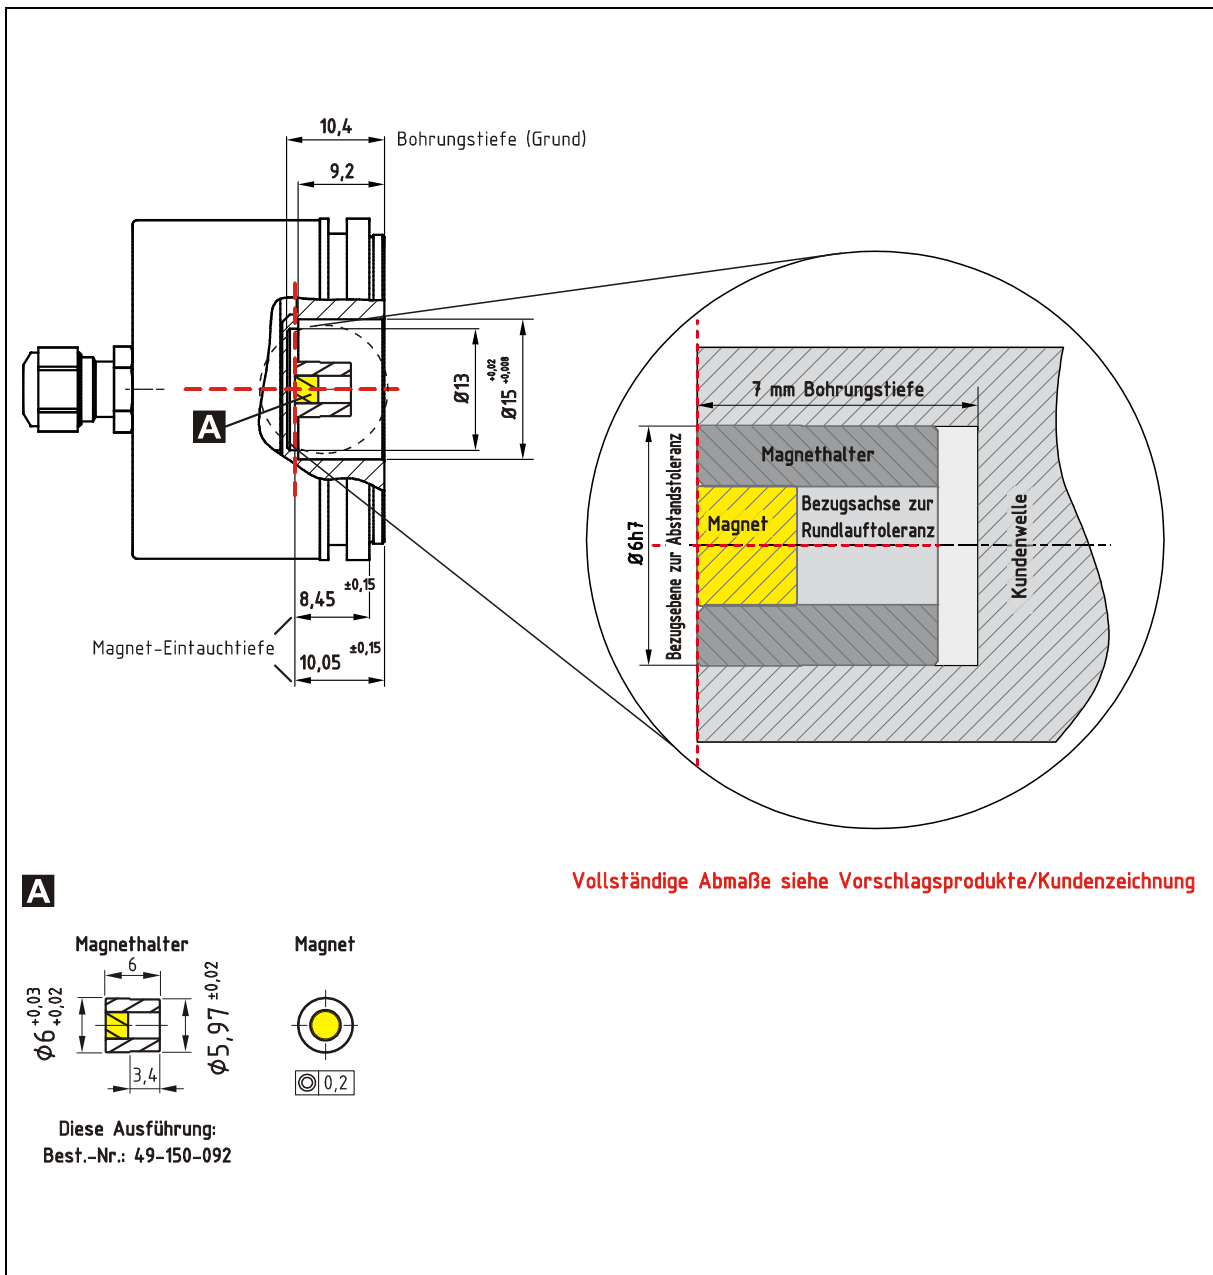 10,4
Bohrungstiefe (Grund)
9,2
Ø13
Ø15 +0,02 +0,008
A
8,45 ±0,15
Magnet-Eintauchtiefe
10,05 ±0,15
7 mm Bohrungstiefe
Magnethalter
Magnet
Bezugsachse zur
Rundlauftoleranz
Ø6h7
Bezugsebene zur Abstandstoleranz
Kundenwelle
Vollständige Abmaße siehe Vorschlagsprodukte/Kundenzeichnung
A
Magnethalter
Magnet
6
ϕ6 +0,03 +0,02
ϕ5,97 ±0,02
3,4
◎ 0,2
Diese Ausführung:
Best.-Nr.: 49-150-092